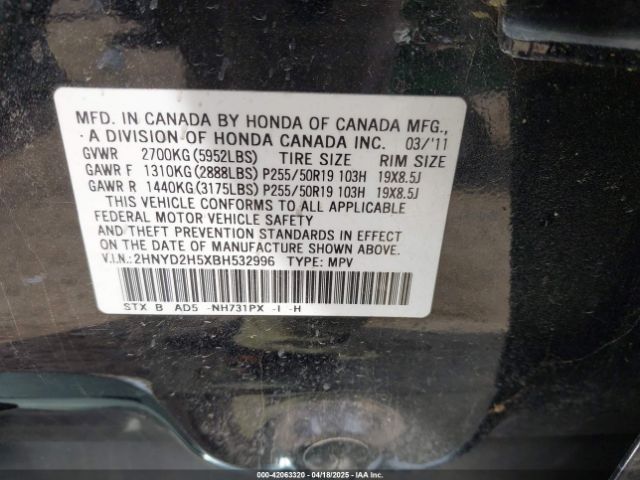 MFD. IN CANADA BY HONDA OF CANADA MFG.,
A DIVISION OF HONDA CANADA INC. 03/'11
GVWR 2700KG(5952LBS) TIRE SIZE RIM SIZE
GAWR F 1310KG(2888LBS) P255/50R19 103H 19X8.5J
GAWR R 1440KG(3175LBS) P255/50R19 103H 19X8.5J
THIS VEHICLE CONFORMS TO ALL APPLICABLE
FEDERAL MOTOR VEHICLE SAFETY
AND THEFT PREVENTION STANDARDS IN EFFECT
ON THE DATE OF MANUFACTURE SHOWN ABOVE.
V.I.N.:2HNYD2H5XBH532996 TYPE: MPV
STX B AD5 -NH731PX -I -H
OWNER: 42063320 | 04/18/2025 | IAA Inc.